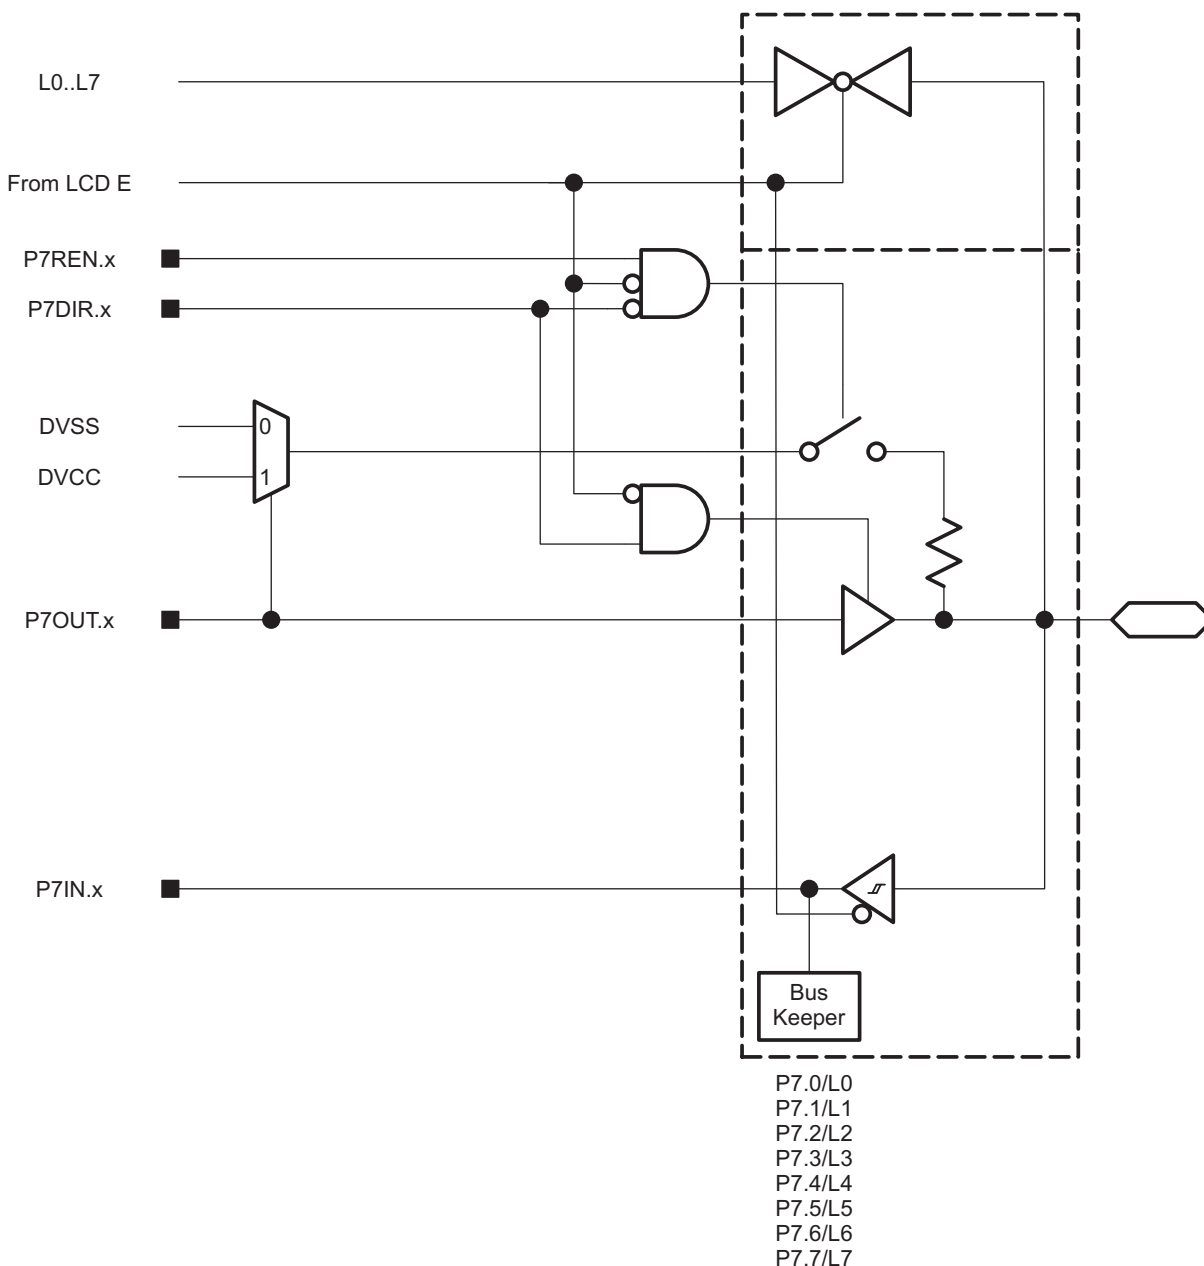 L0..L7
From LCD E
P7REN.x
P7DIR.x
DVSS
0
DVCC
1
P7OUT.x
P7IN.x
Bus
Keeper
P7.0/L0
P7.1/L1
P7.2/L2
P7.3/L3
P7.4/L4
P7.5/L5
P7.6/L6
P7.7/L7